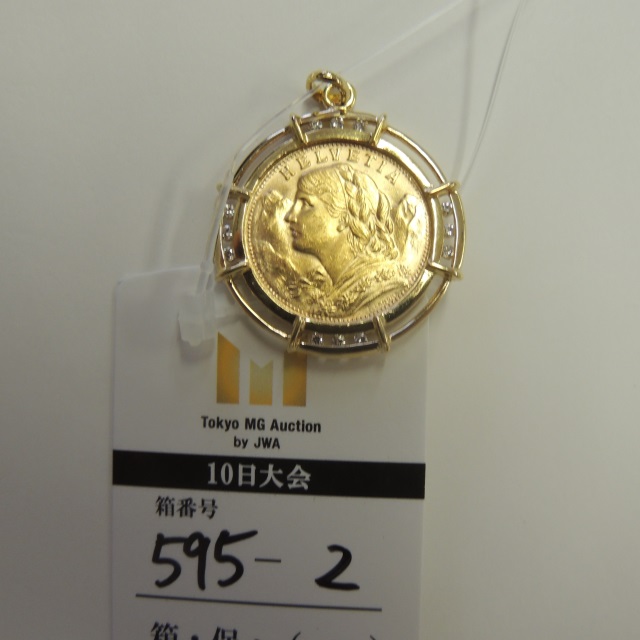 HELVETIA
Tokyo MG Auction
by JWA
10日大会
箱番号
595-2